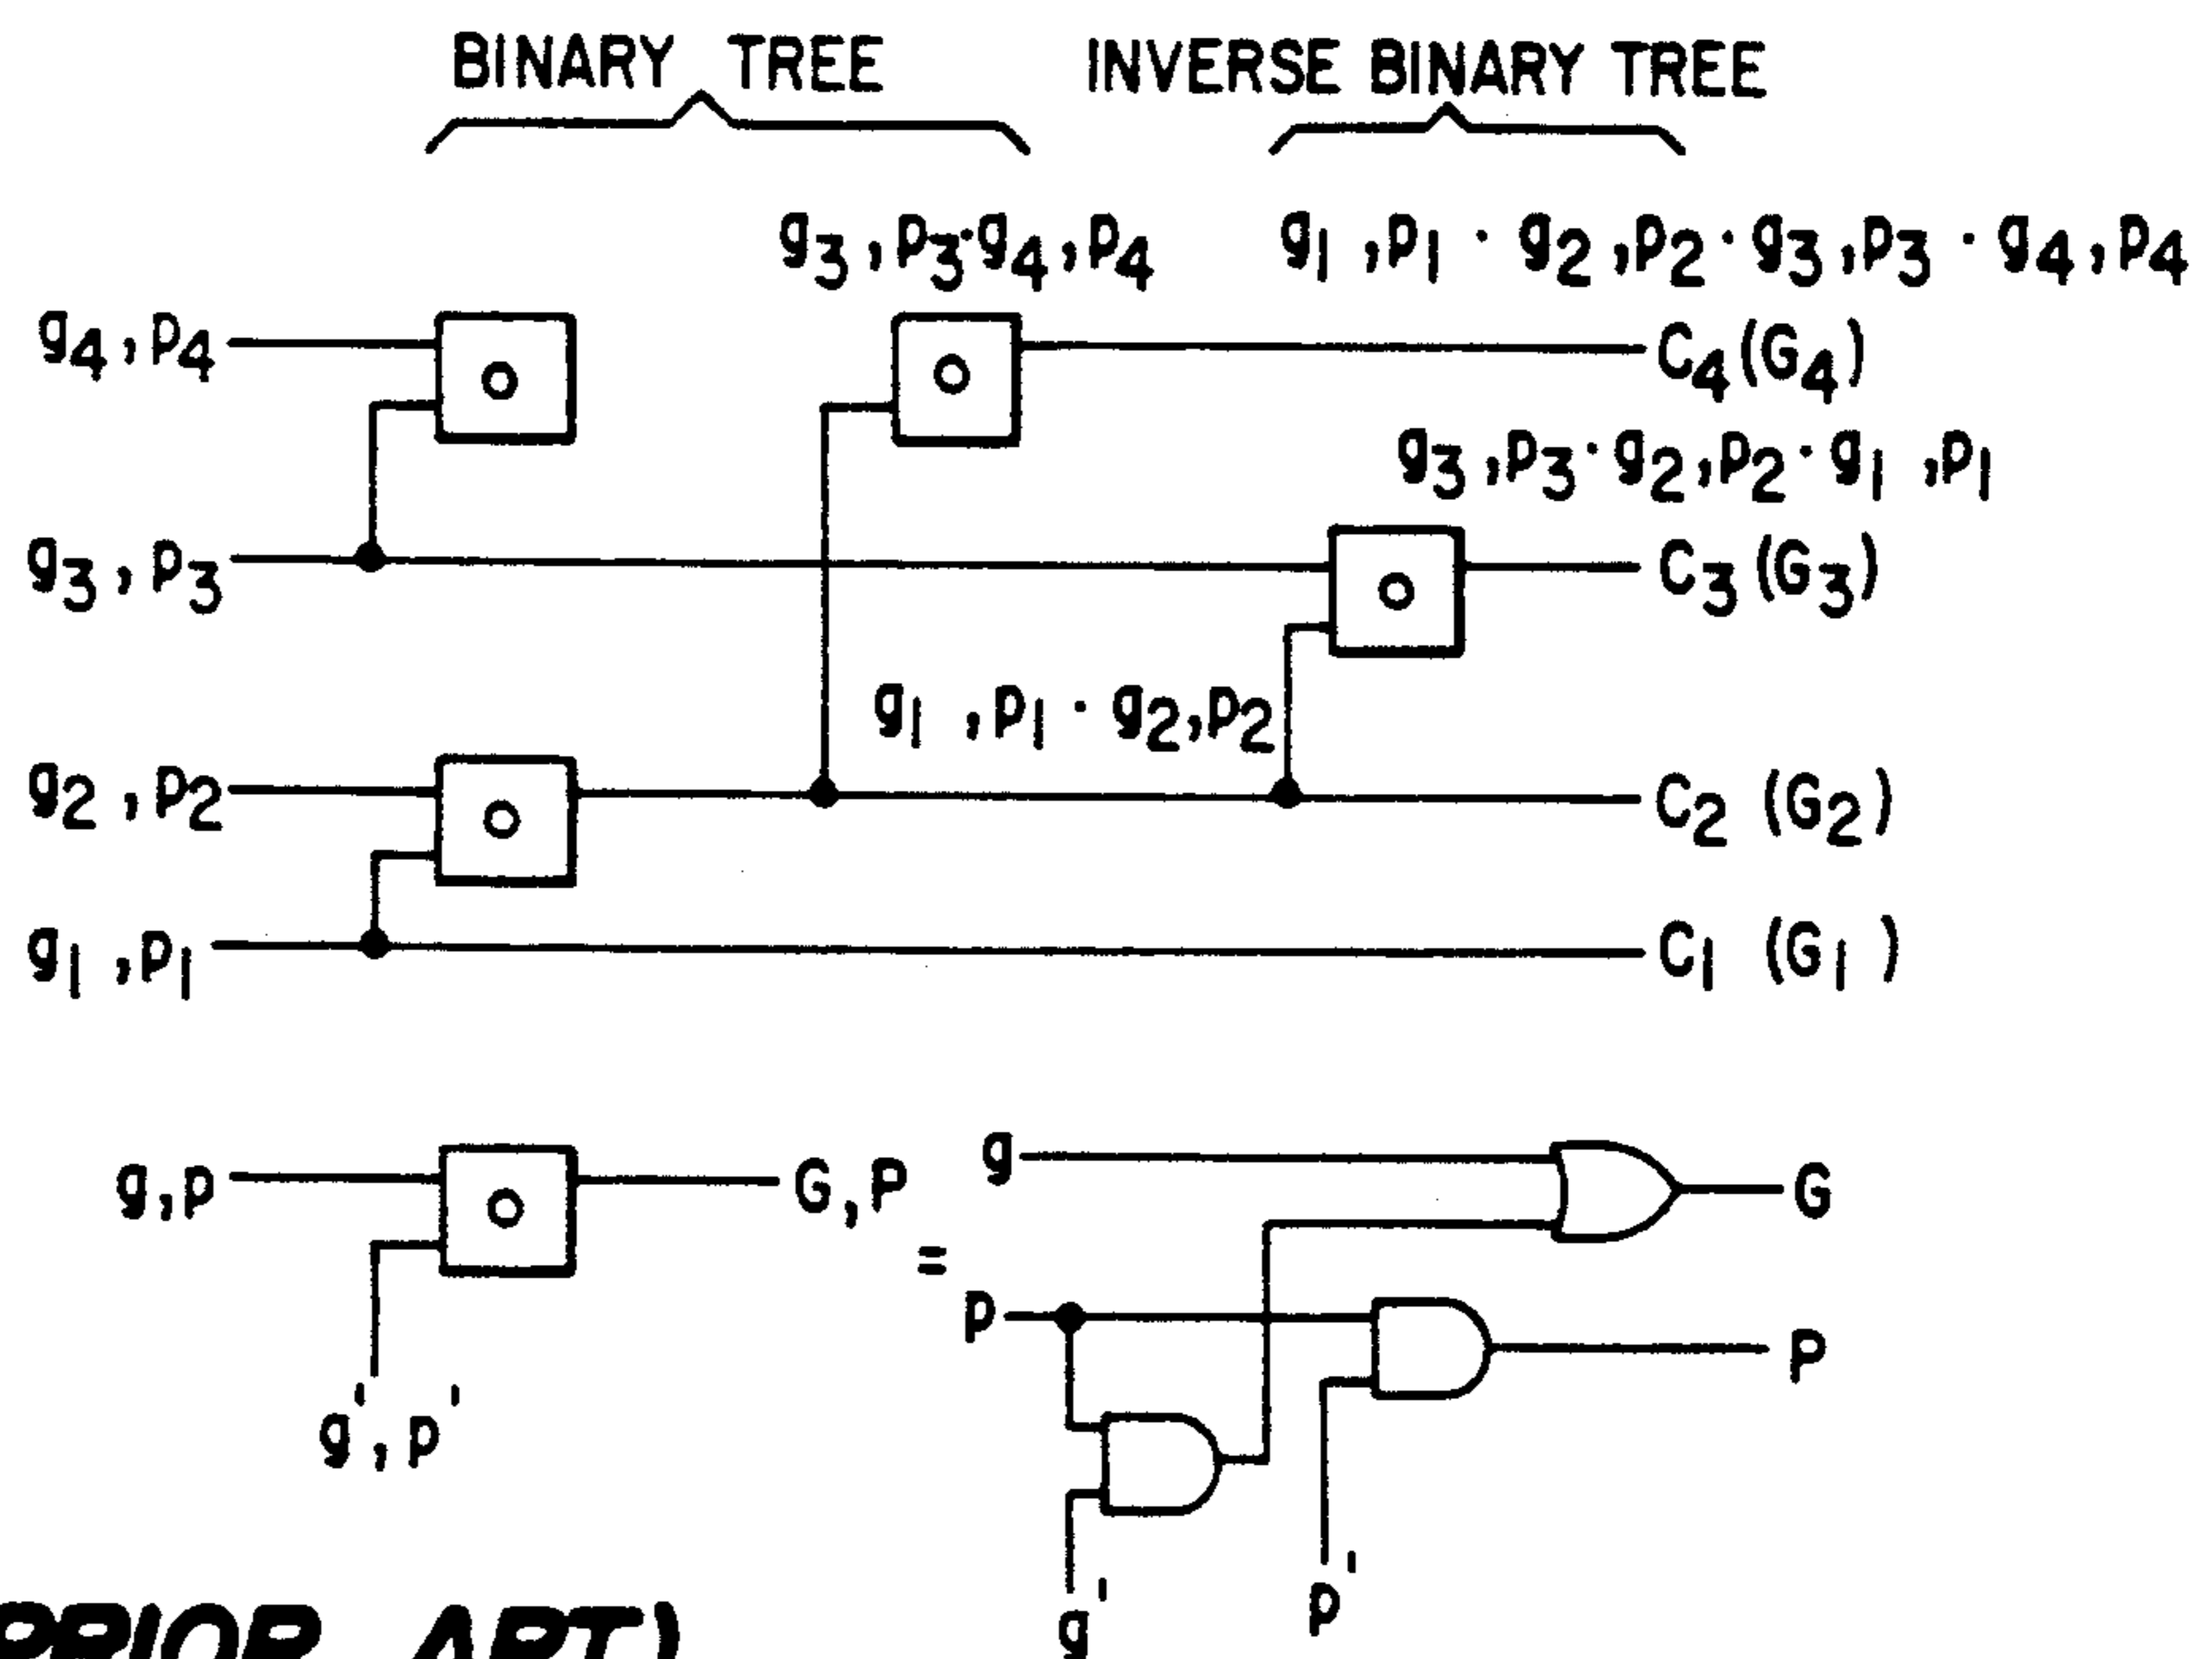 BINARY TREE
INVERSE BINARY TREE
g3,p3·g4,p4
g1,p1·g2,p2·g3,p3·g4,p4
g4,p4
C4(G4)
g3,p3·g2,p2·g1,p1
g3,p3
C3(G3)
g1,p1·g2,p2
g2,p2
C2 (G2)
g1,p1
C1 (G1)
g,p
G,P
=
g
G
p
P
g',p'
g'
p'
PRIOR ART)